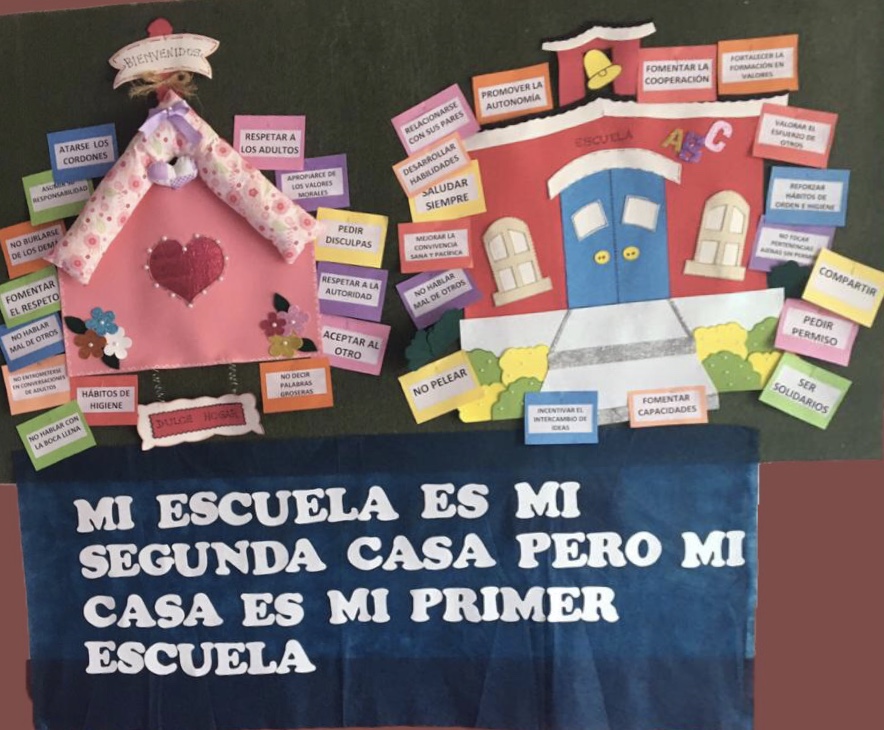 BIENVENIDOS
ATARSE LOS
CORDONES
RESPETAR A
LOS ADULTOS
RESPONSABILIDAD
APROPIARCE DE
LOS VALORES
MORALES
NO BURLARSE
DE LOS DEM
PEDIR
DISCULPAS
FOMENTAR
EL RESPETO
RESPETAR A LA
AUTORIDAD
NO HABLAR
MAL DE OTROS
ACEPTAR AL
OTRO
NO ENTROMETERSE
EN CONVERSACIONES
DE ADULTOS
HÁBITOS DE
HIGIENE
NO DECIR
PALABRAS
GROSERAS
NO HABLAR CON
LA BOCA LLENA
DULCE HOGAR
RELACIONARSE
CON SUS PARES
PROMOVER LA
AUTONOMÍA
FOMENTAR LA
COOPERACIÓN
FORTALECER LA
FORMACIÓN EN
VALORES
ESCUELA
ABC
DESARROLLAR
HABILIDADES
SALUDAR
SIEMPRE
VALORAR EL
ESFUERZO DE
OTROS
MEJORAR LA
CONVIVENCIA
SANA Y PACÍFICA
REFORZAR
HÁBITOS DE
ORDEN E HIGIENE
NO HABLAR
MAL DE OTROS
NO TOCAR
PERTENENCIAS
AJENAS SIN PERMI
COMPARTIR
NO PELEAR
PEDIR
PERMISO
INCENTIVAR EL
INTERCAMBIO DE
IDEAS
FOMENTAR
CAPACIDADES
SER
SOLIDARIOS
MI ESCUELA ES MI
SEGUNDA CASA PERO MI
CASA ES MI PRIMER
ESCUELA